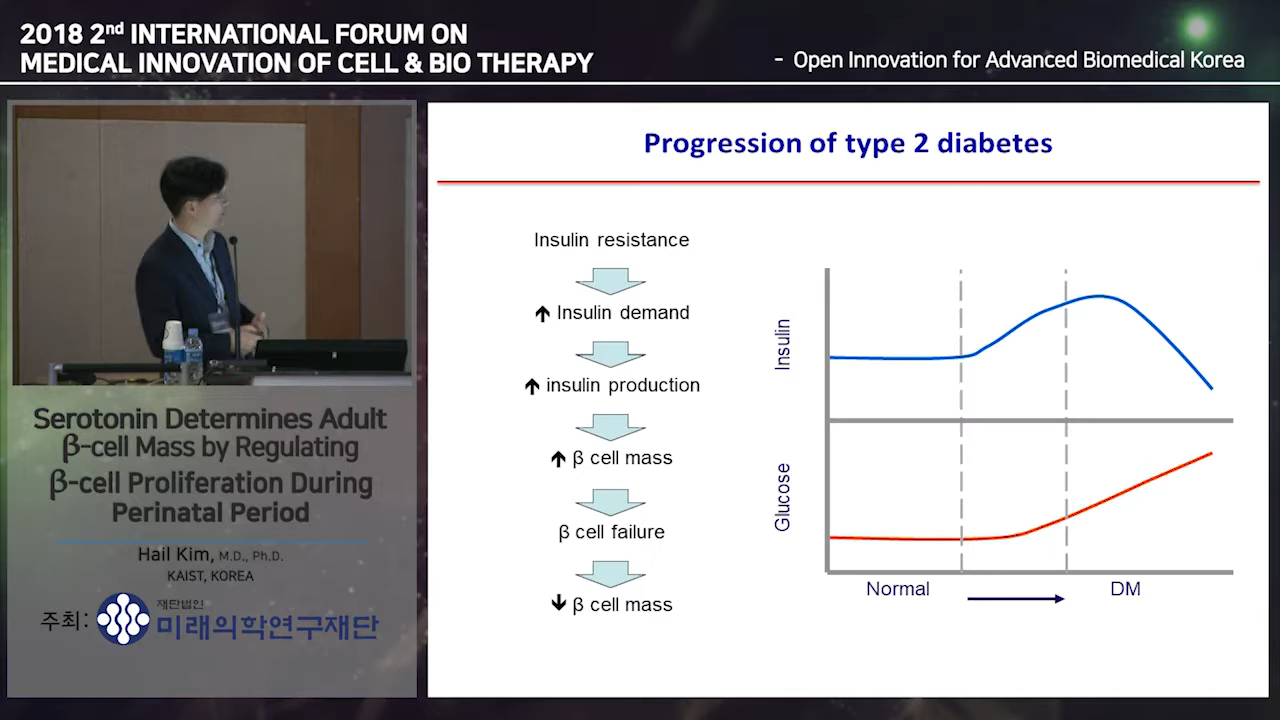 2018 2nd INTERNATIONAL FORUM ON
MEDICAL INNOVATION OF CELL & BIO THERAPY
- Open Innovation for Advanced Biomedical Korea
Serotonin Determines Adult
β-cell Mass by Regulating
β-cell Proliferation During
Perinatal Period
Hail Kim, M.D., Ph.D.
KAIST, KOREA
주최:
재단법인
미래의학연구재단
Progression of type 2 diabetes
Insulin resistance
↑ Insulin demand
↑ insulin production
↑ β cell mass
β cell failure
↓ β cell mass
Insulin
Glucose
Normal
DM